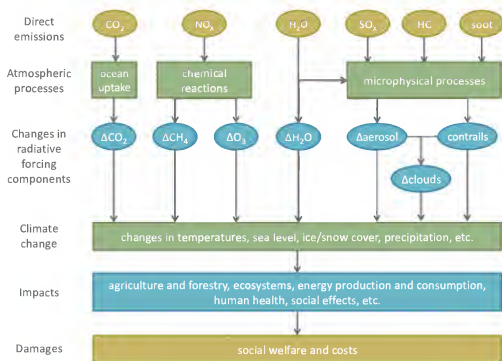 Direct emissions
CO₂ NOₓ H₂O SOₓ HC soot
Atmospheric processes
ocean uptake
chemical reactions
microphysical processes
Changes in radiative forcing components
ΔCO₂ ΔCH₄ ΔO₃ ΔH₂O Δaerosol contrails
Δclouds
Climate change
changes in temperatures, sea level, ice/snow cover, precipitation, etc.
Impacts
agriculture and forestry, ecosystems, energy production and consumption,
human health, social effects, etc.
Damages
social welfare and costs